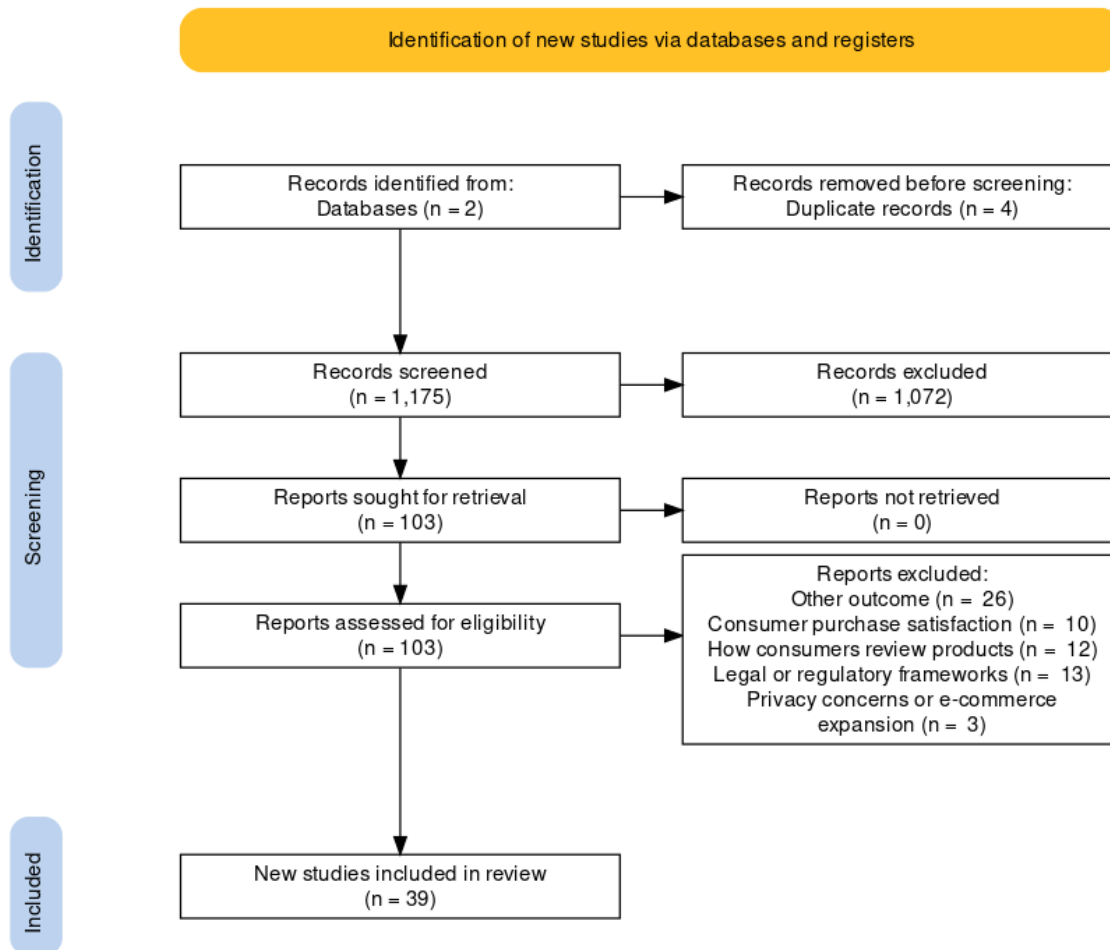 Identification of new studies via databases and registers
Identification
Records identified from:
Databases (n = 2)
Records removed before screening:
Duplicate records (n = 4)
Screening
Records screened
(n = 1,175)
Records excluded
(n = 1,072)
Reports sought for retrieval
(n = 103)
Reports not retrieved
(n = 0)
Reports assessed for eligibility
(n = 103)
Reports excluded:
Other outcome (n = 26)
Consumer purchase satisfaction (n = 10)
How consumers review products (n = 12)
Legal or regulatory frameworks (n = 13)
Privacy concerns or e-commerce
expansion (n = 3)
Included
New studies included in review
(n = 39)